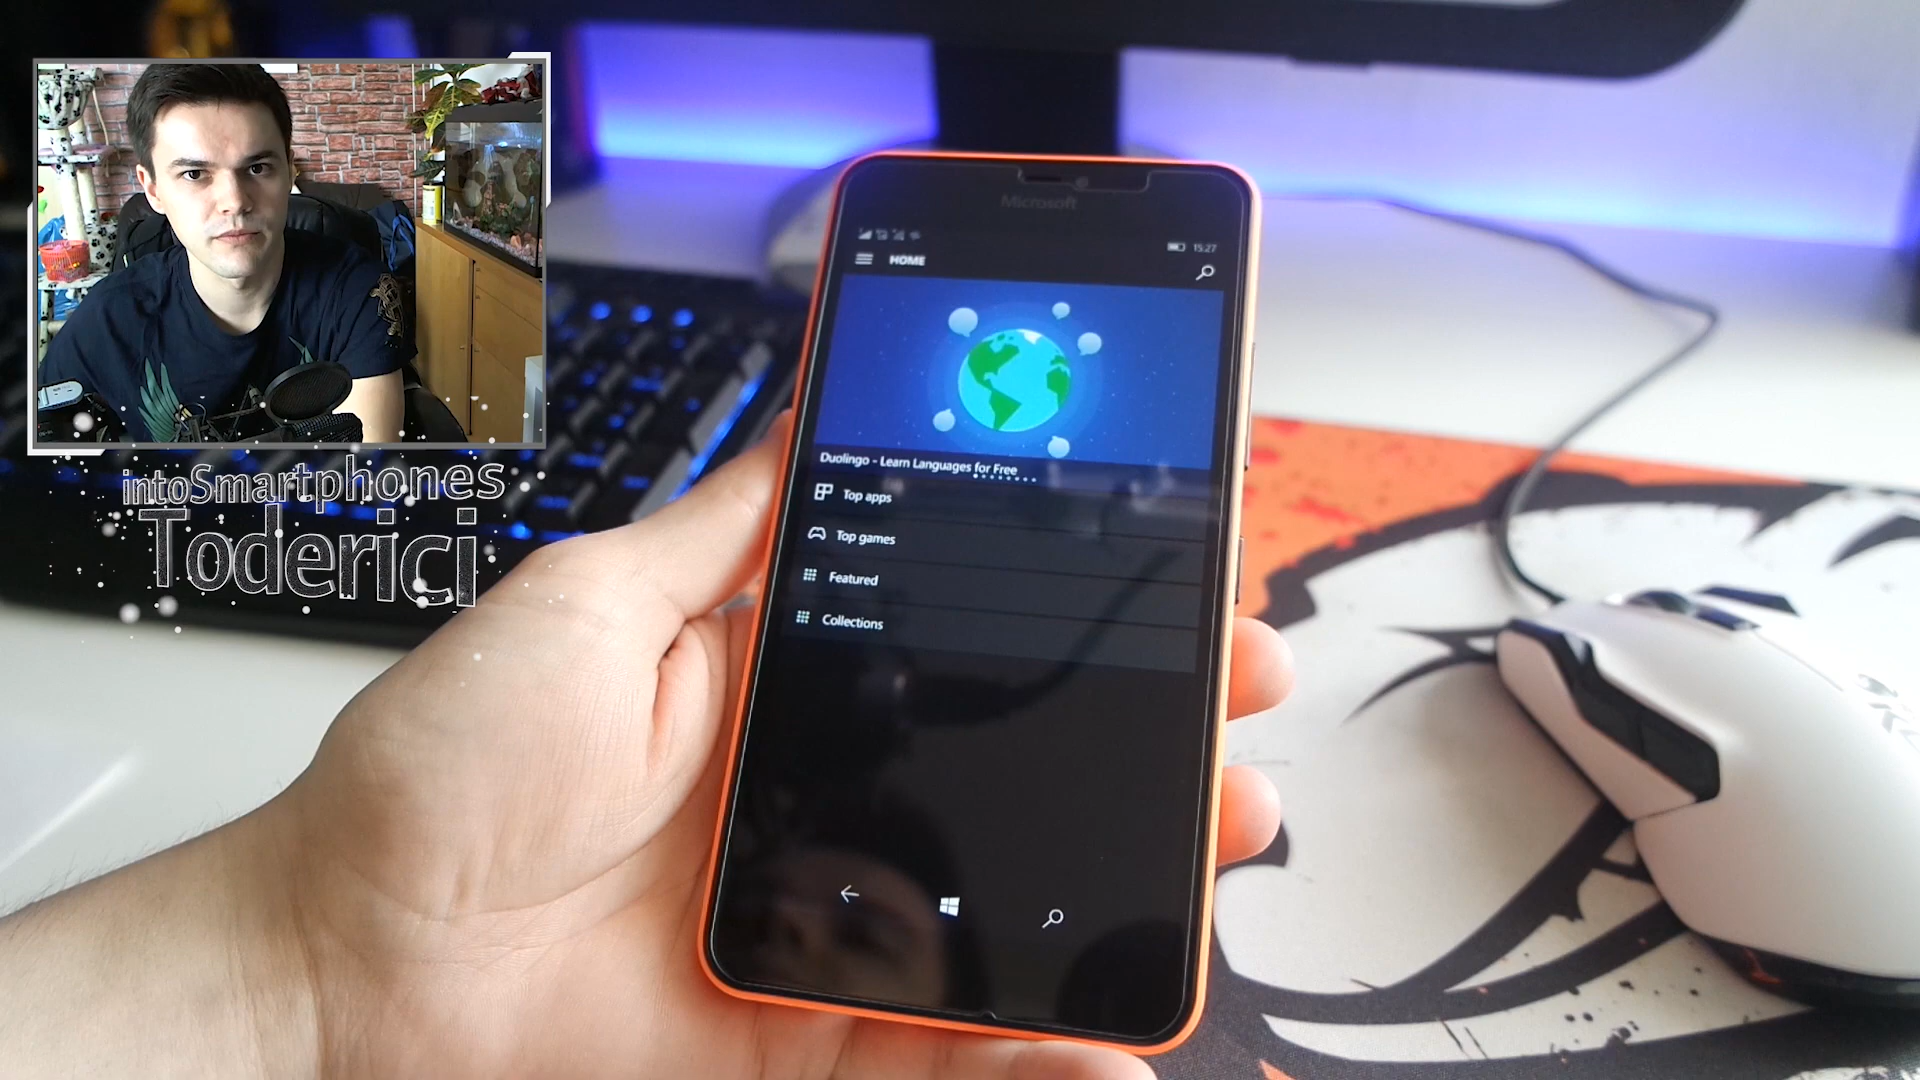 intoSmartphones
Toderici
Microsoft
15:27
HOME
Duolingo - Learn Languages for Free
Top apps
Top games
Featured
Collections